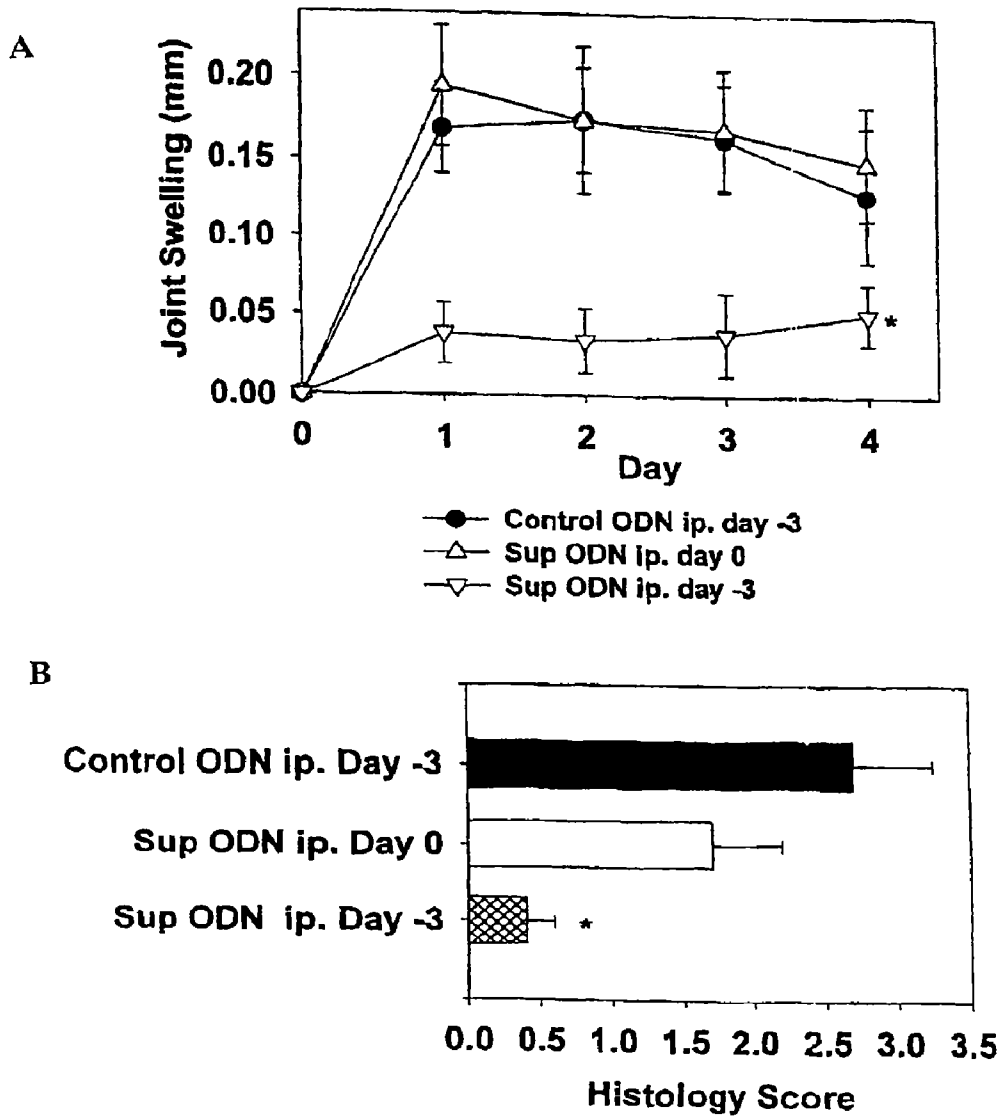 A
Joint Swelling (mm)
0.20
0.15
0.10
0.05
0.00
*
0 1 2 3 4
Day
Control ODN ip. day -3
Sup ODN ip. day 0
Sup ODN ip. day -3
B
Control ODN ip. Day -3
Sup ODN ip. Day 0
Sup ODN ip. Day -3
*
0.0 0.5 1.0 1.5 2.0 2.5 3.0 3.5
Histology Score